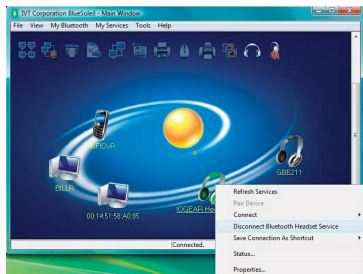 IVT Corporation BlueSoleil - Main Window
File View My Bluetooth My Services Tools Help
GBE211
BILLR
00:14:51:58:A0:85
IOGEAR Hea
Connected.
Refresh Services
Pair Device
Connect
Disconnect Bluetooth Headset Service
Save Connection As Shortcut
Status...
Properties...